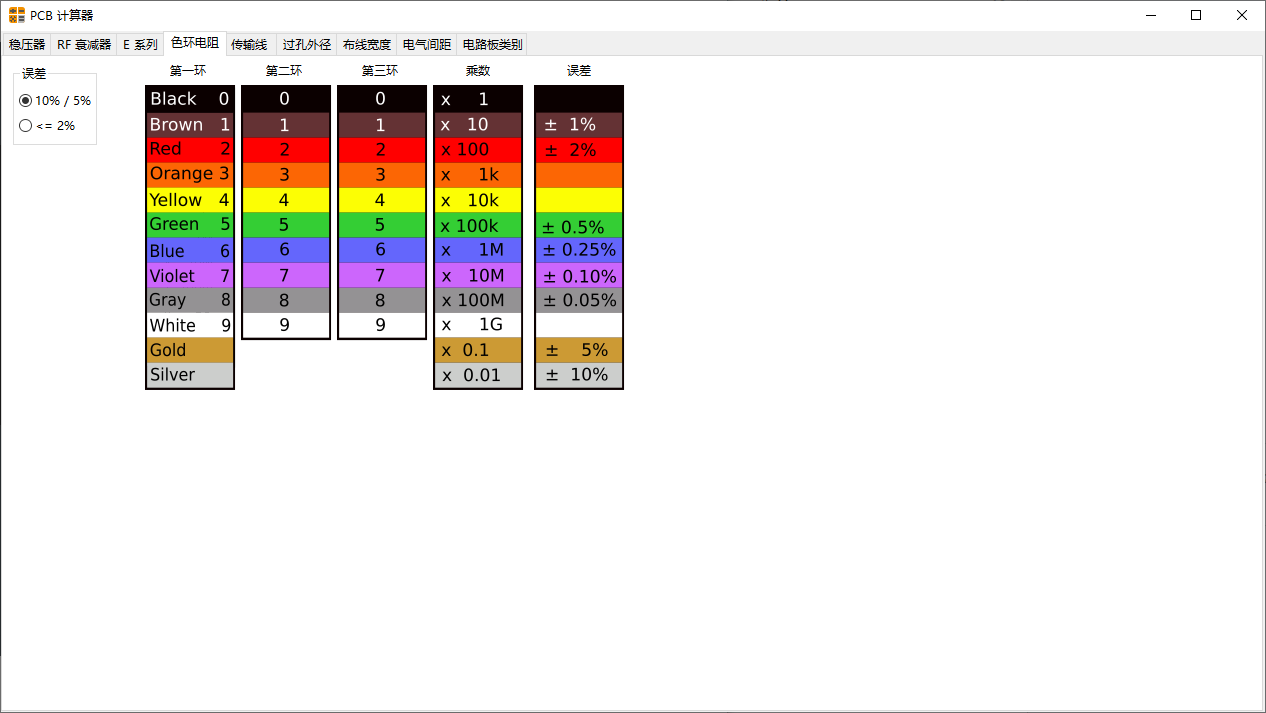 PCB 计算器
稳压器 RF 衰减器 E 系列 色环电阻 传输线 过孔外径 布线宽度 电气间距 电路板类别
误差 第一环 第二环 第三环 乘数 误差
10% / 5%
<= 2%
Black 0 0 0 x 1
Brown 1 1 1 x 10 ± 1%
Red 2 2 2 x 100 ± 2%
Orange 3 3 3 x 1k
Yellow 4 4 4 x 10k
Green 5 5 5 x 100k ± 0.5%
Blue 6 6 6 x 1M ± 0.25%
Violet 7 7 7 x 10M ± 0.10%
Gray 8 8 8 x 100M ± 0.05%
White 9 9 9 x 1G
Gold x 0.1 ± 5%
Silver x 0.01 ± 10%